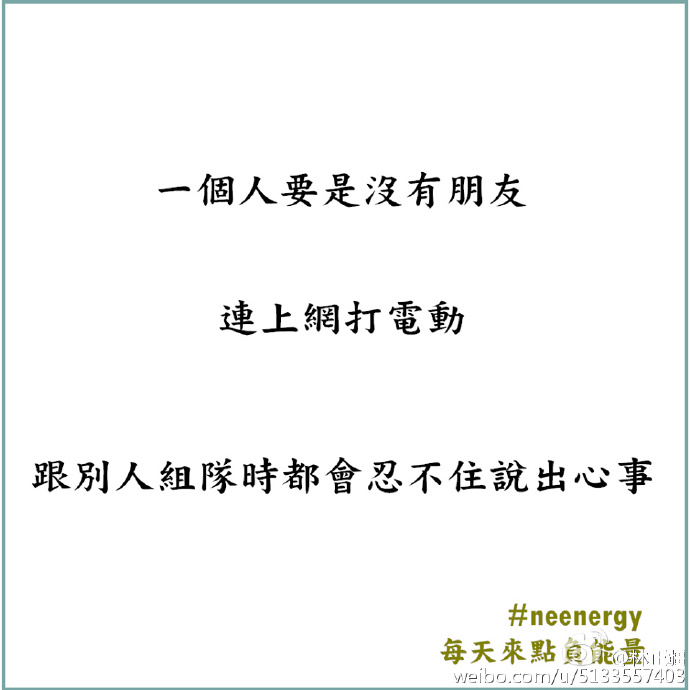 一個人要是沒有朋友
連上網打電動
跟別人組隊時都會忍不住說出心事
#neenergy
每天來點負能量
weibo.com/u/5133557403